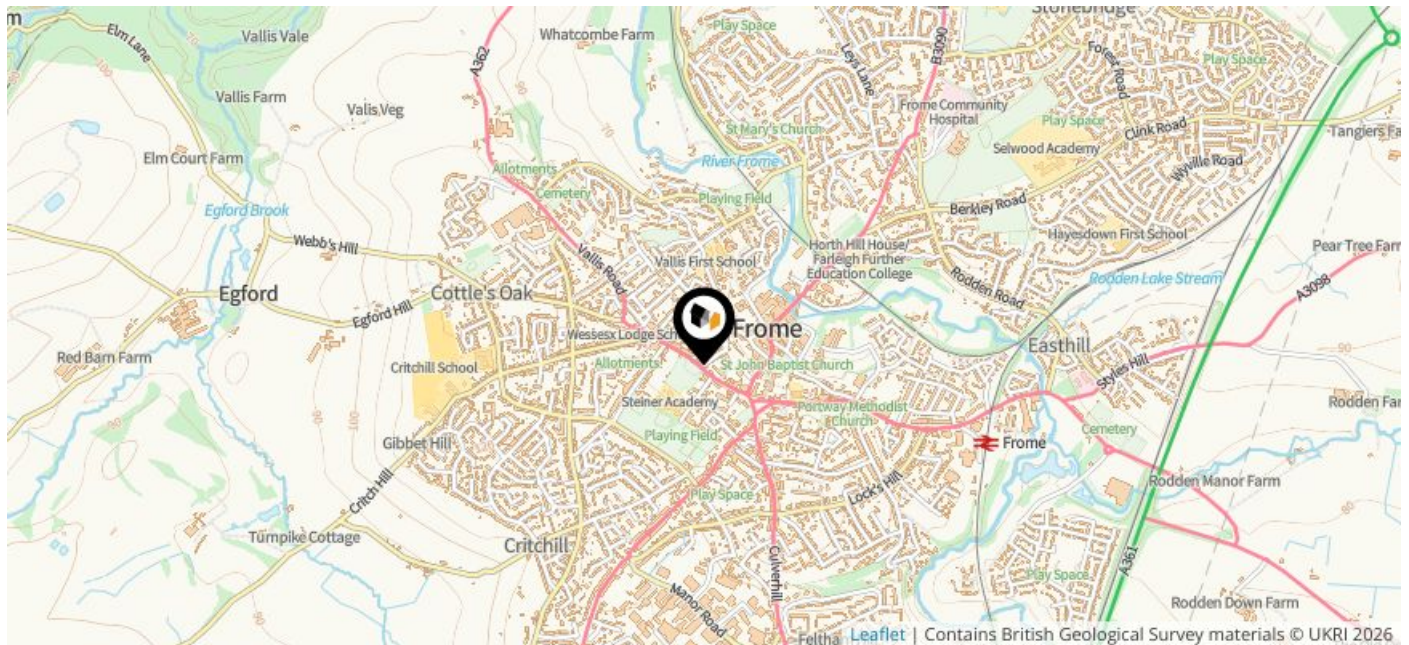 Elm Lane
70
Vallis Vale
Whatcombe Farm
A362
Play Space
Stonebridge
B3090
Leys Lane
Forest Road
Play Space
100
Vallis Farm
Valis Veg
Frome Community
Hospital
St Mary's Church
Play Space
Clink Road
Selwood Academy
Elm Court Farm
River Frome
Wyville Road
Allotments
Cemetery
Playing Field
Egford Brook
Berkley Road
Webb's Hill
Vallis Road
Vallis First School
Horth Hill House/
Farleigh Further
Education College
Hayesdown First School
Pear Tree Farm
Rodden Road
Rodden Lake Stream
Egford
Cottle's Oak
A3098
Egford Hill
Frome
Easthill
Red Barn Farm
Critchill School
Allotments
St John Baptist Church
Styles Hill
Steiner Academy
Portway Methodist
Church
Cemetery
90
100
Gibbet Hill
Playing Field
Frome
Critch Hill
Play Space
Lock's Hill
Rodden Manor Farm
Turnpike Cottage
Critchill
Culverhill
A361
Play Space
Manor Road
Rodden Down Farm
90
80
Leaflet | Contains British Geological Survey materials © UKRI 2026